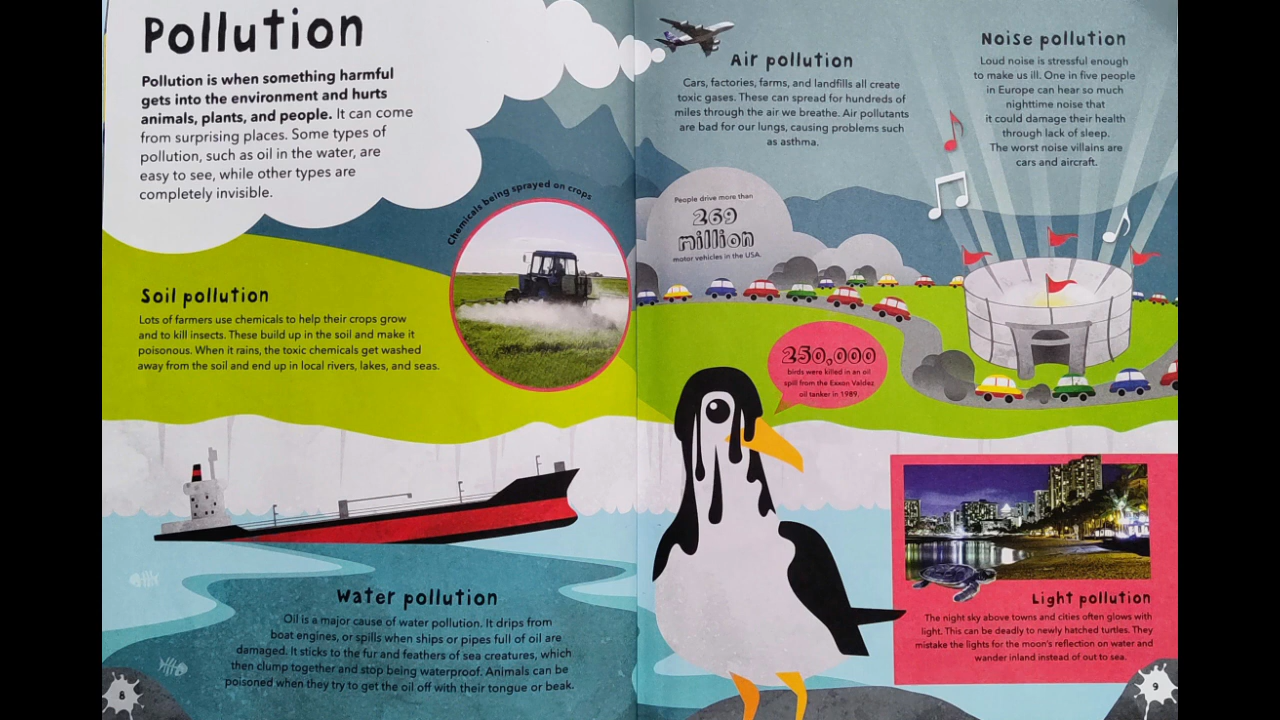 Pollution
Pollution is when something harmful
gets into the environment and hurts
animals, plants, and people. It can come
from surprising places. Some types of
pollution, such as oil in the water, are
easy to see, while other types are
completely invisible.
Chemicals being sprayed on crops
Soil pollution
Lots of farmers use chemicals to help their crops grow
and to kill insects. These build up in the soil and make it
poisonous. When it rains, the toxic chemicals get washed
away from the soil and end up in local rivers, lakes, and seas.
Water pollution
Oil is a major cause of water pollution. It drips from
boat engines, or spills when ships or pipes full of oil are
damaged. It sticks to the fur and feathers of sea creatures, which
then clump together and stop being waterproof. Animals can be
poisoned when they try to get the oil off with their tongue or beak.
8
Air pollution
Cars, factories, farms, and landfills all create
toxic gases. These can spread for hundreds of
miles through the air we breathe. Air pollutants
are bad for our lungs, causing problems such
as asthma.
Noise pollution
Loud noise is stressful enough
to make us ill. One in five people
in Europe can hear so much
nighttime noise that
it could damage their health
through lack of sleep.
The worst noise villains are
cars and aircraft.
People drive more than
269
million
motor vehicles in the USA.
250,000
birds were killed in an oil
spill from the Exxon Valdez
oil tanker in 1989.
Light pollution
The night sky above towns and cities often glows with
light. This can be deadly to newly hatched turtles. They
mistake the lights for the moon's reflection on water and
wander inland instead of out to sea.
9